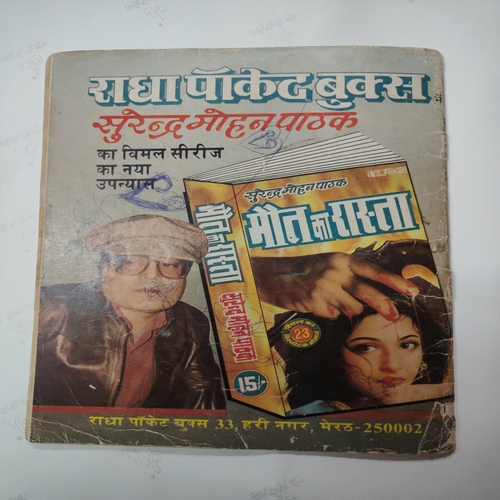 राधा पॉकेट बुक्स में
सुरेन्द्र मोहन पाठक
का विमल सीरीज
का नया
उपन्यास
सुरेन्द्र मोहन पाठक
मौत का रास्ता
23
मौत का रास्ता
सुरेन्द्र मोहन पाठक
15/-
राधा पॉकेट बुक्स 33, हरी नगर, मेरठ-250002